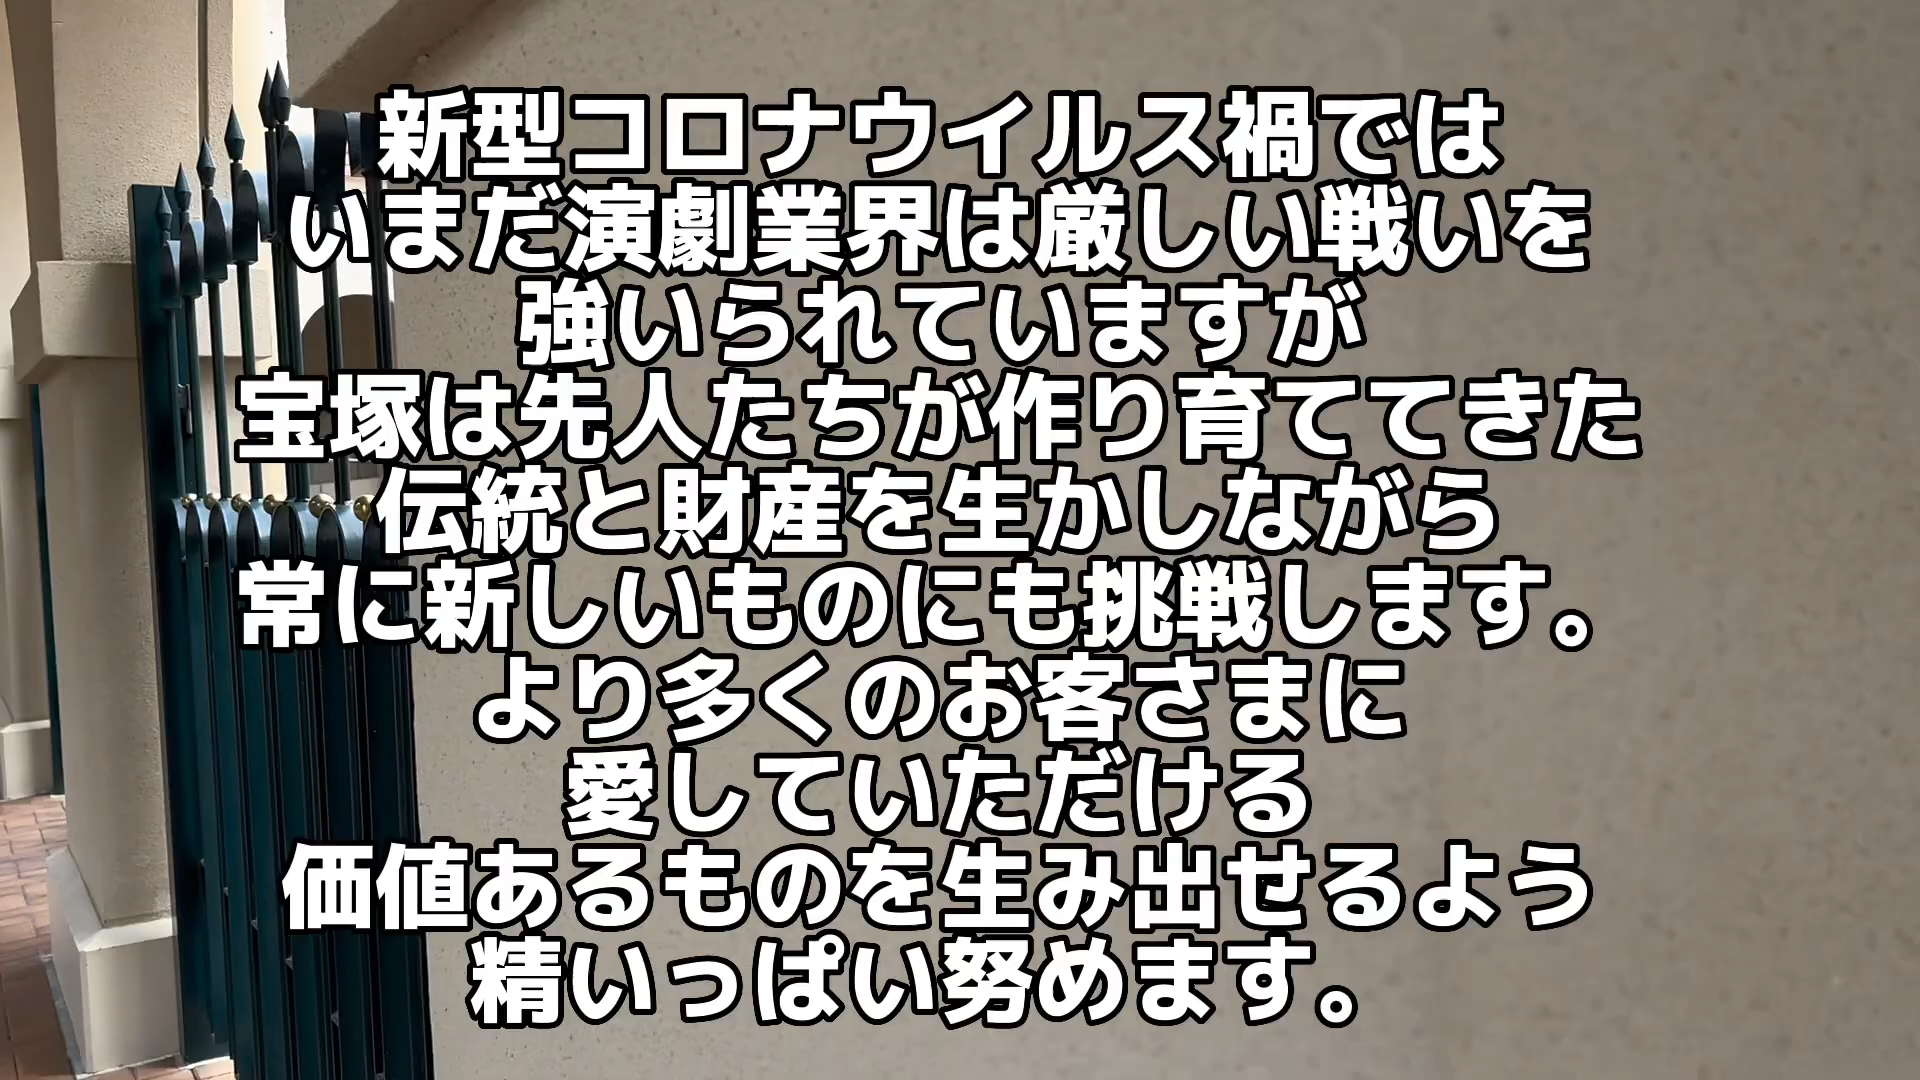 新型コロナウイルス禍では
いまだ演劇業界は厳しい戦いを
強いられていますが
宝塚は先人たちが作り育ててきた
伝統と財産を生かしながら
常に新しいものにも挑戦します。
より多くのお客さまに
愛していただける
価値あるものを生み出せるよう
精いっぱい努めます。